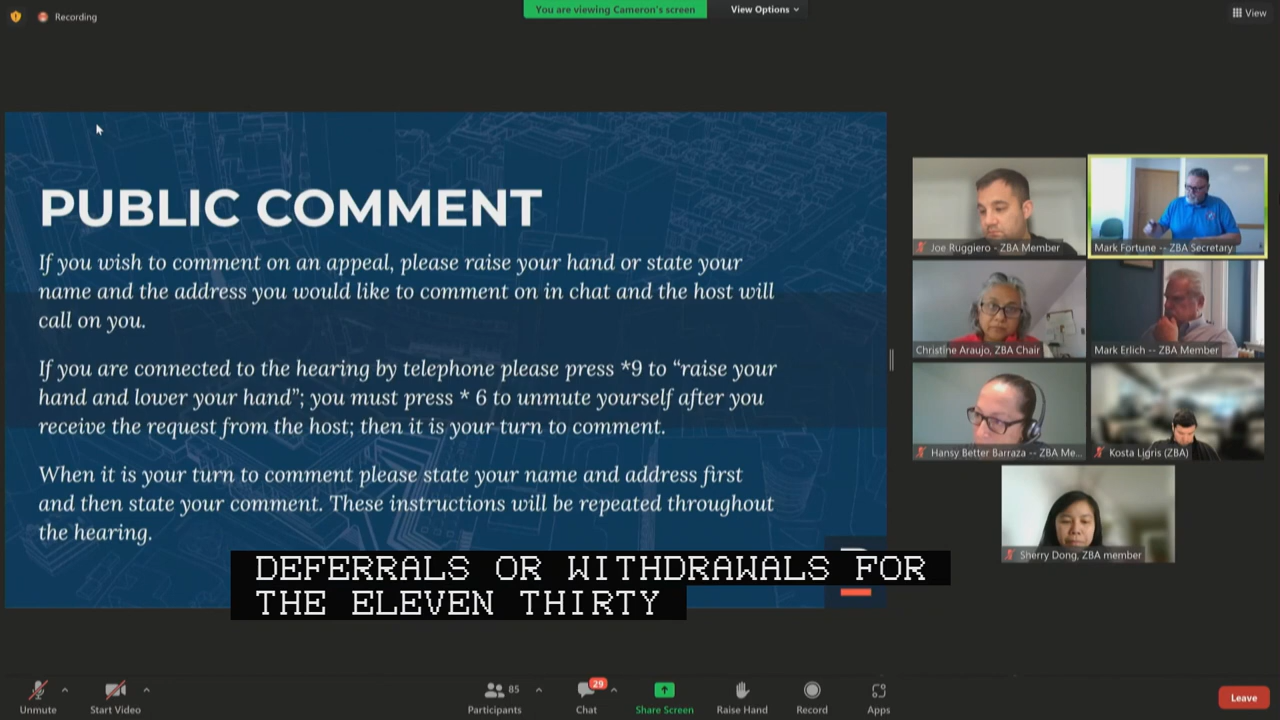 Recording
You are viewing Cameron's screen
View Options
View
PUBLIC COMMENT
If you wish to comment on an appeal, please raise your hand or state your
name and the address you would like to comment on in chat and the host will
call on you.
If you are connected to the hearing by telephone please press *9 to “raise your
hand and lower your hand”; you must press * 6 to unmute yourself after you
receive the request from the host; then it is your turn to comment.
When it is your turn to comment please state your name and address first
and then state your comment. These instructions will be repeated throughout
the hearing.
DEFERRALS OR WITHDRAWALS FOR
THE ELEVEN THIRTY
Joe Ruggiero - ZBA Member
Mark Fortune -- ZBA Secretary
Christine Araujo, ZBA Chair
Mark Erlich -- ZBA Member
Hansy Better Barraza -- ZBA Me...
Kosta Ligris (ZBA)
Sherry Dong, ZBA member
Unmute
Start Video
Participants
85
Chat
29
Share Screen
Raise Hand
Record
Apps
Leave